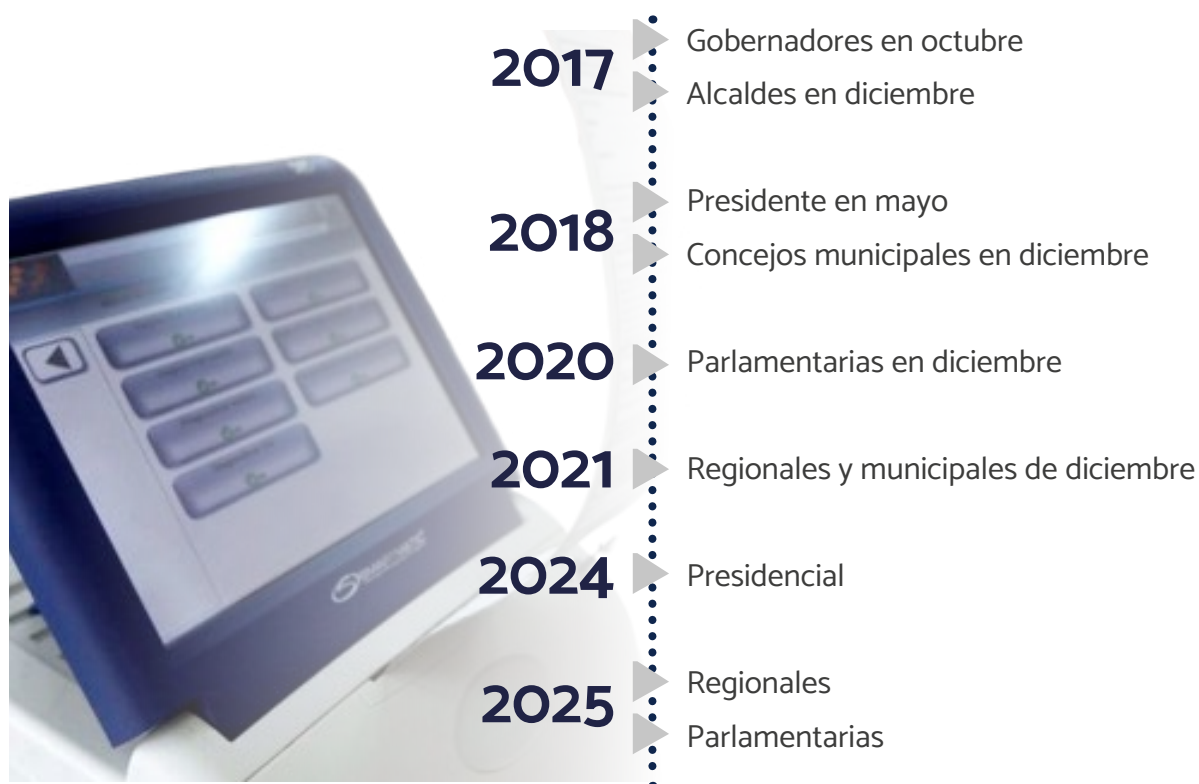 2017
Gobernadores en octubre
Alcaldes en diciembre
2018
Presidente en mayo
Concejos municipales en diciembre
2020
Parlamentarias en diciembre
2021
Regionales y municipales de diciembre
2024
Presidencial
2025
Regionales
Parlamentarias